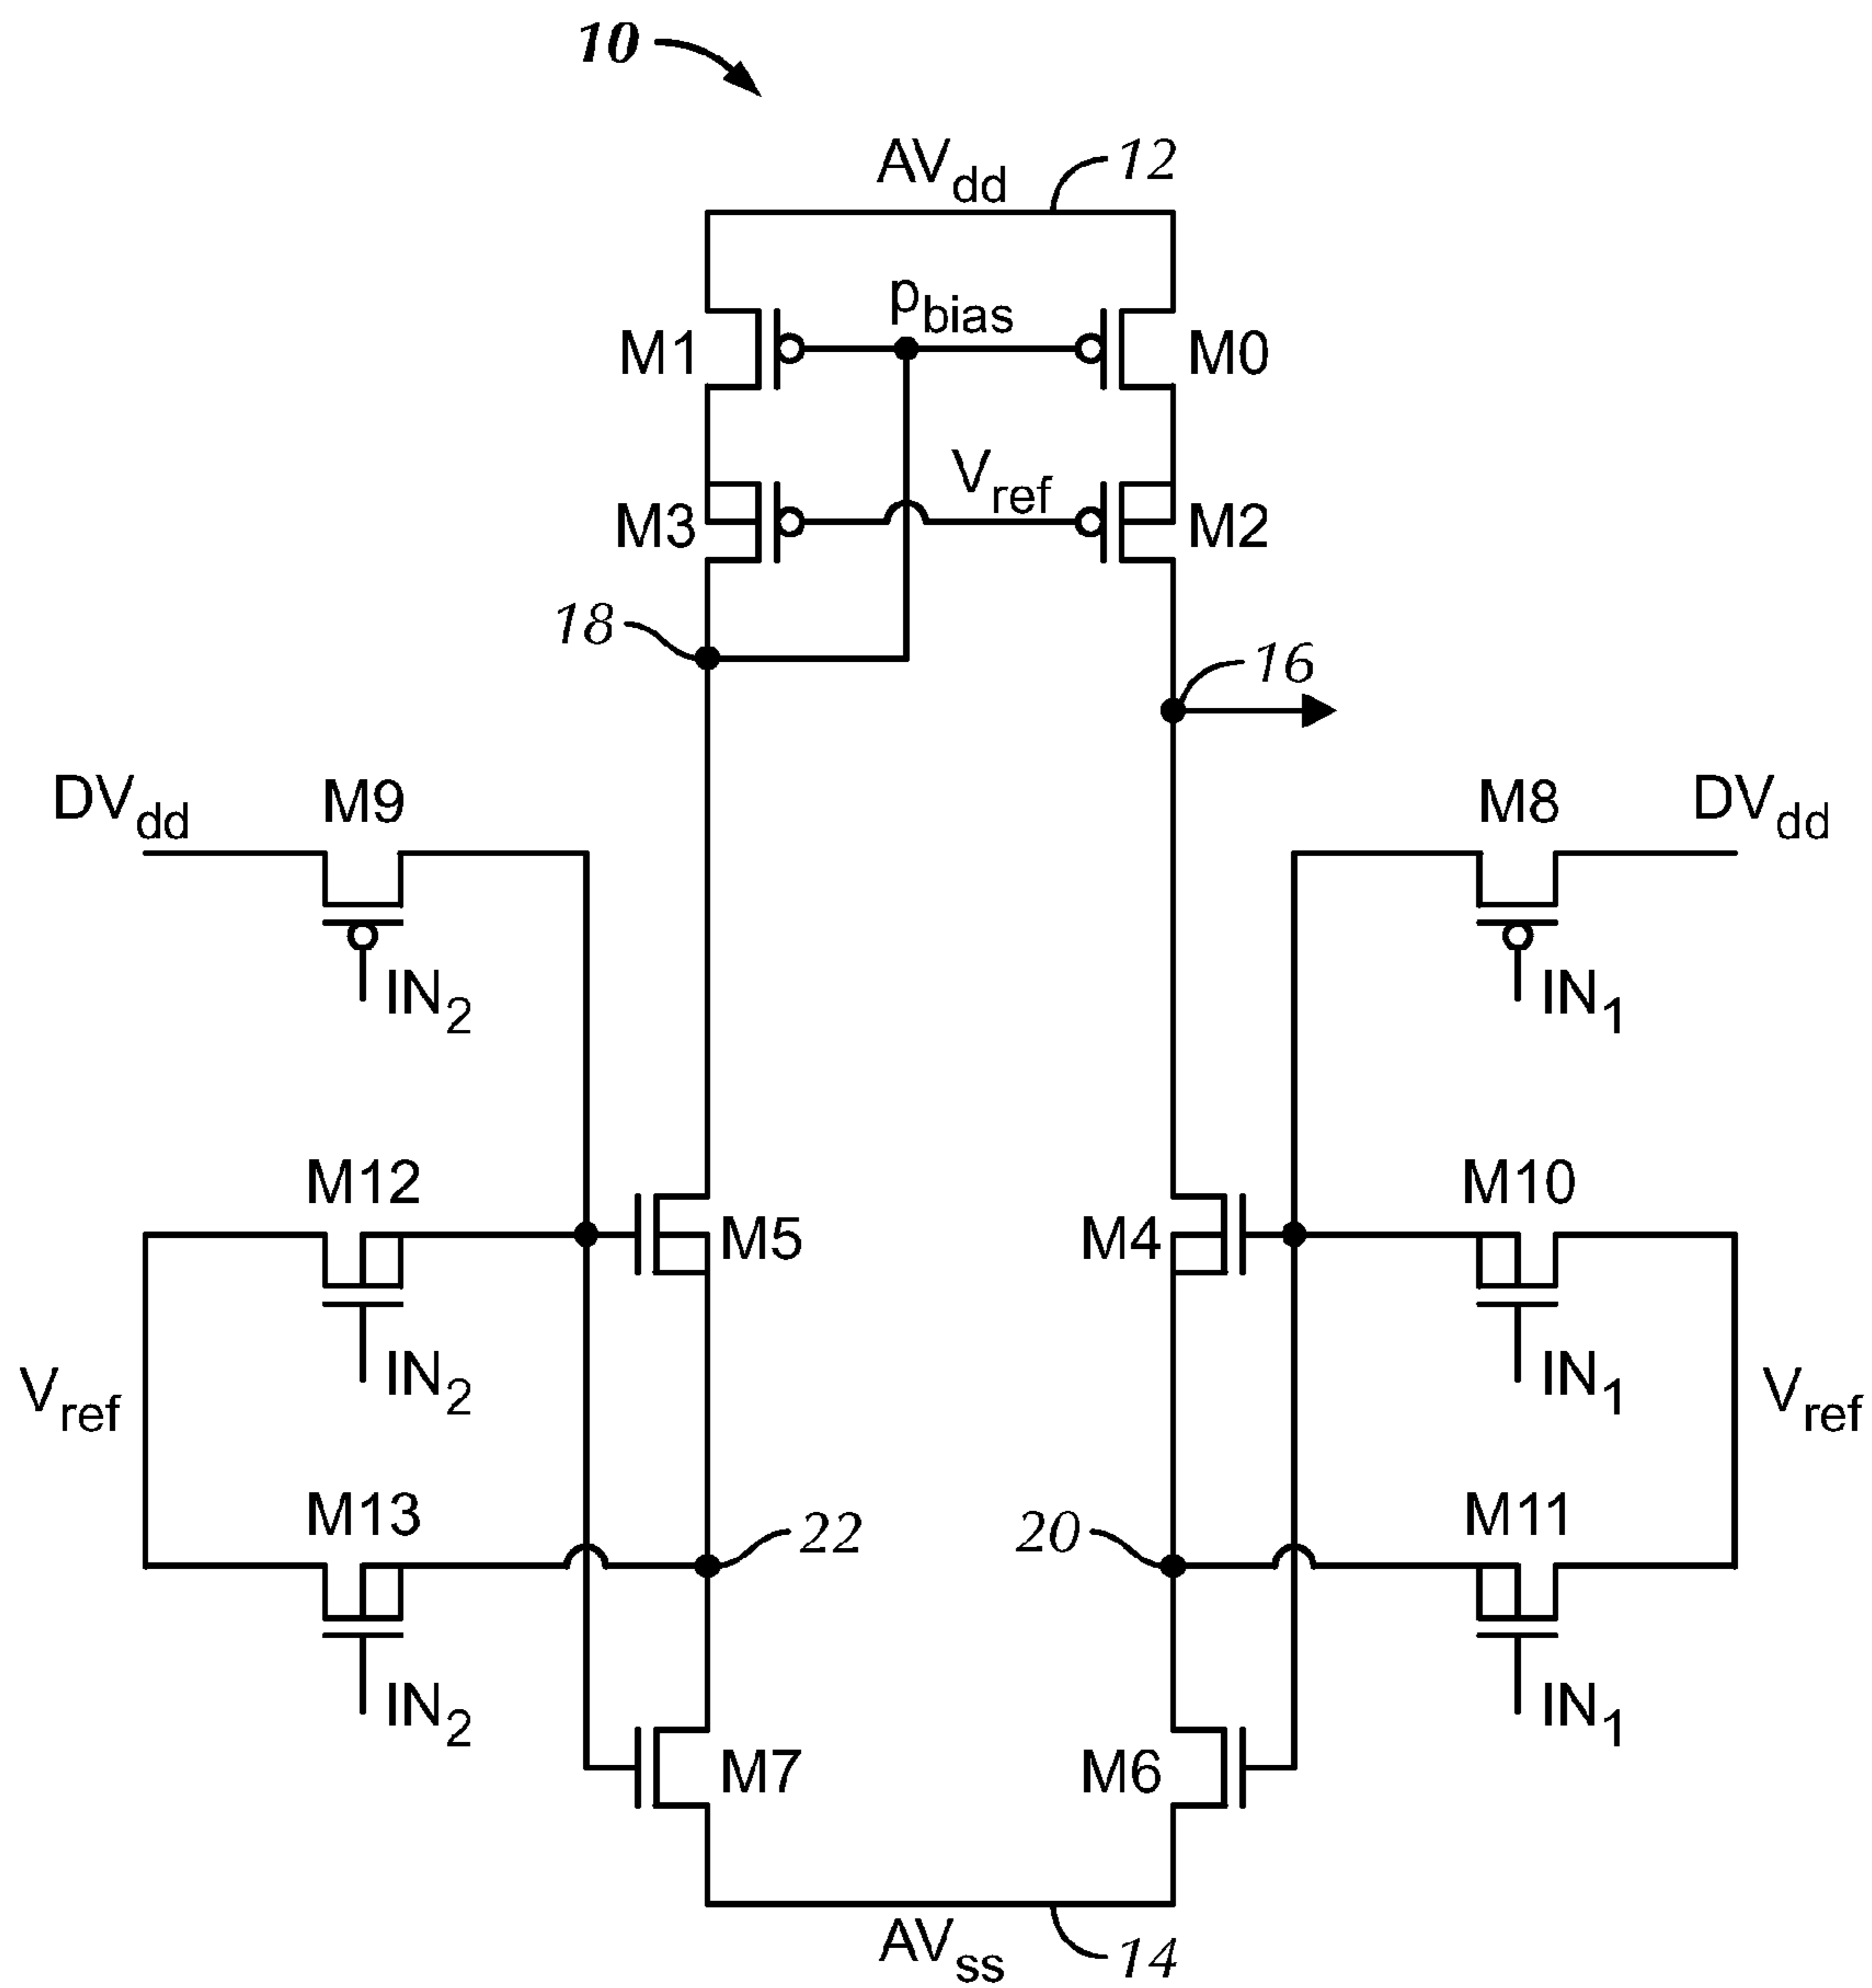 10
AVdd 12
pbias
M1 M0
Vref
M3 M2
18
16
DVdd M9 M8 DVdd
IN2 IN1
M12 M10
M5 M4
IN2 IN1
Vref Vref
M13 M11
22 20
IN2 IN1
M7 M6
AVss 14